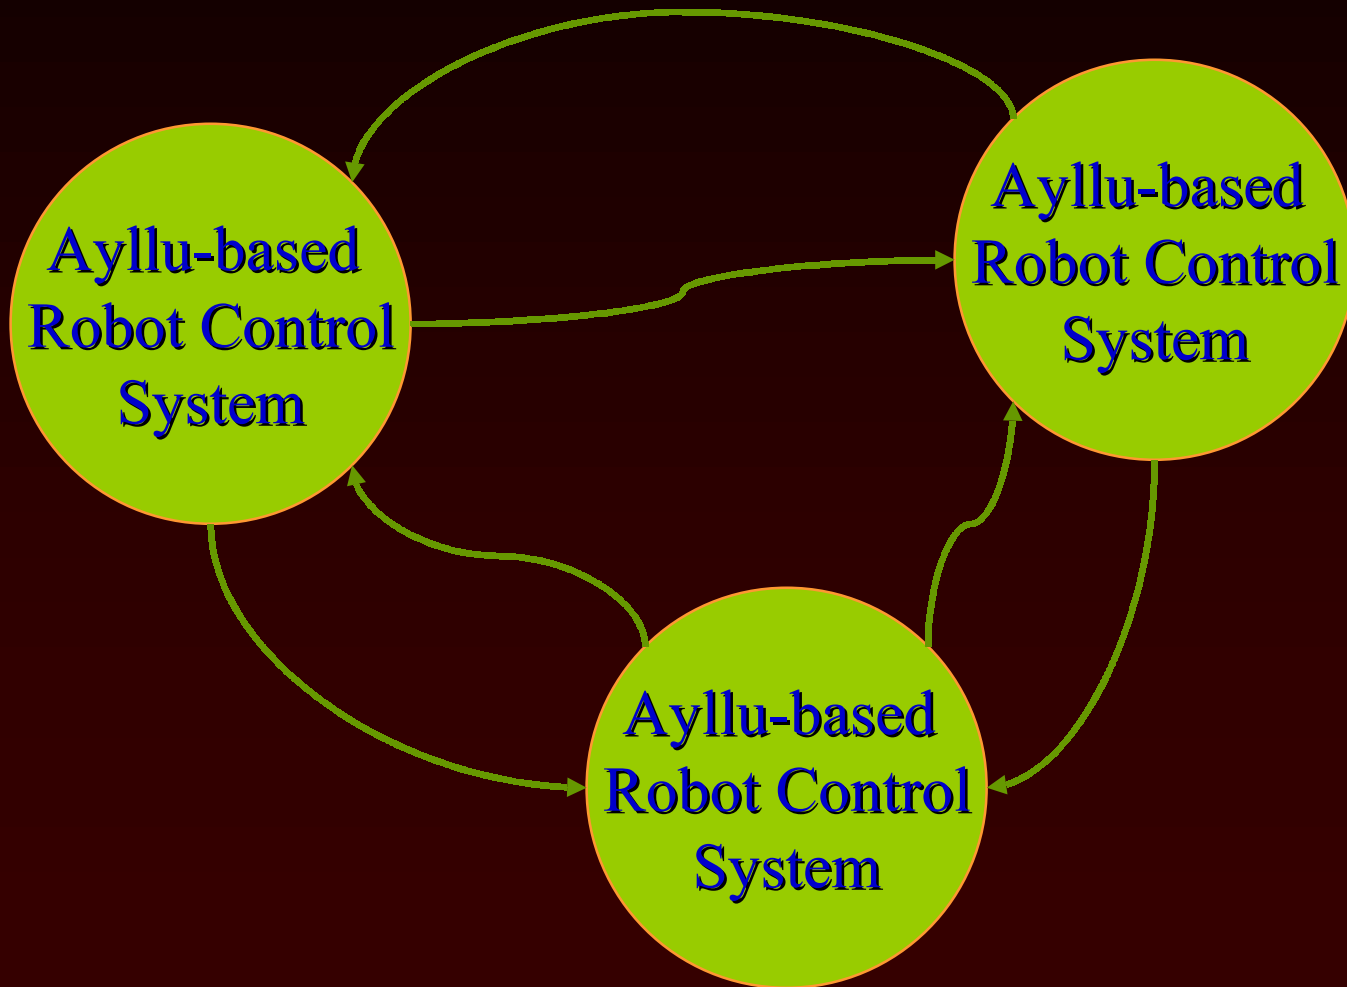 Ayllu-based
Robot Control
System
Ayllu-based
Robot Control
System
Ayllu-based
Robot Control
System